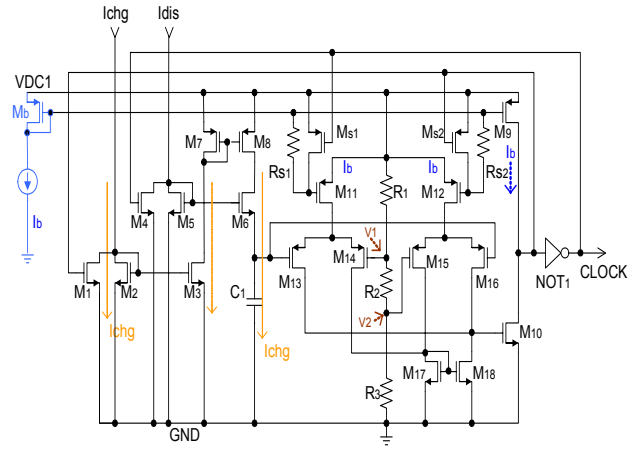 Ichg Idis
VDC1
Mb
M7 M8
Ms1
Ms2
M9
Rs1
Ib
Ib
Rs2
Ib
M11
R1
M12
M4 M5 M6
V1
M13
M14
M15
M16
NOT1
CLOCK
Ib
M1 M2 M3
C1
R2
V2
M10
Ichg
Ichg
M17 M18
R3
GND